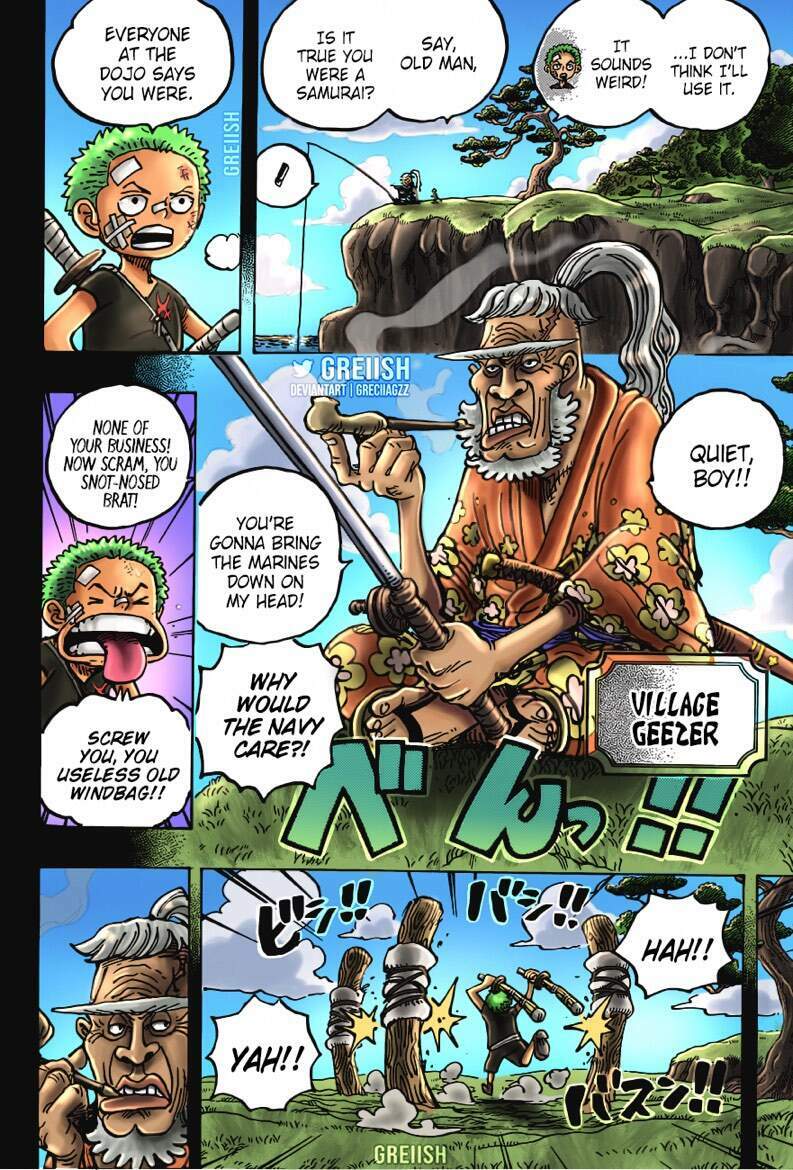 ...I DON'T
THINK I'LL
USE IT.
IT
SOUNDS
WEIRD!
SAY,
OLD MAN,
IS IT
TRUE YOU
WERE A
SAMURAI?
!
EVERYONE
AT THE
DOJO SAYS
YOU WERE.
GREIISH
GREIISH
DEVIANTART | GRECIIAGZZ
QUIET,
BOY!!
YOU'RE
GONNA BRING
THE MARINES
DOWN ON
MY HEAD!
WHY
WOULD
THE NAVY
CARE?!
VILLAGE
GEEZER
べんっ!!
NONE OF
YOUR BUSINESS!
NOW SCRAM, YOU
SNOT-NOSED
BRAT!
SCREW
YOU, YOU
USELESS OLD
WINDBAG!!
HAH!!
バシ!!
ビシ!!
YAH!!
バスン!!
GREIISH